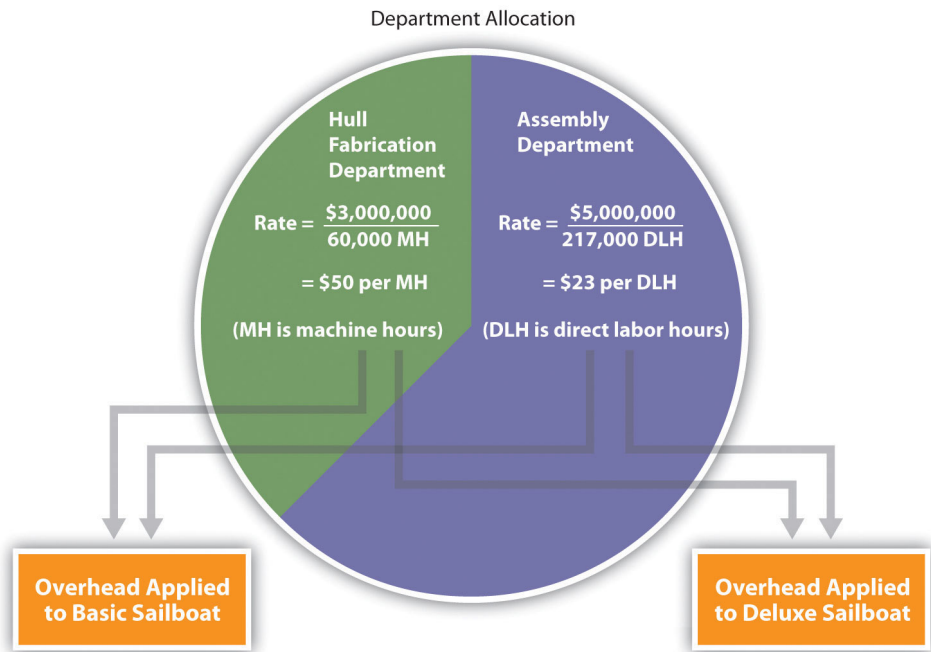 Department Allocation
Hull
Fabrication
Department
Rate = $3,000,000
60,000 MH
= $50 per MH
(MH is machine hours)
Assembly
Department
Rate = $5,000,000
217,000 DLH
= $23 per DLH
(DLH is direct labor hours)
Overhead Applied
to Basic Sailboat
Overhead Applied
to Deluxe Sailboat